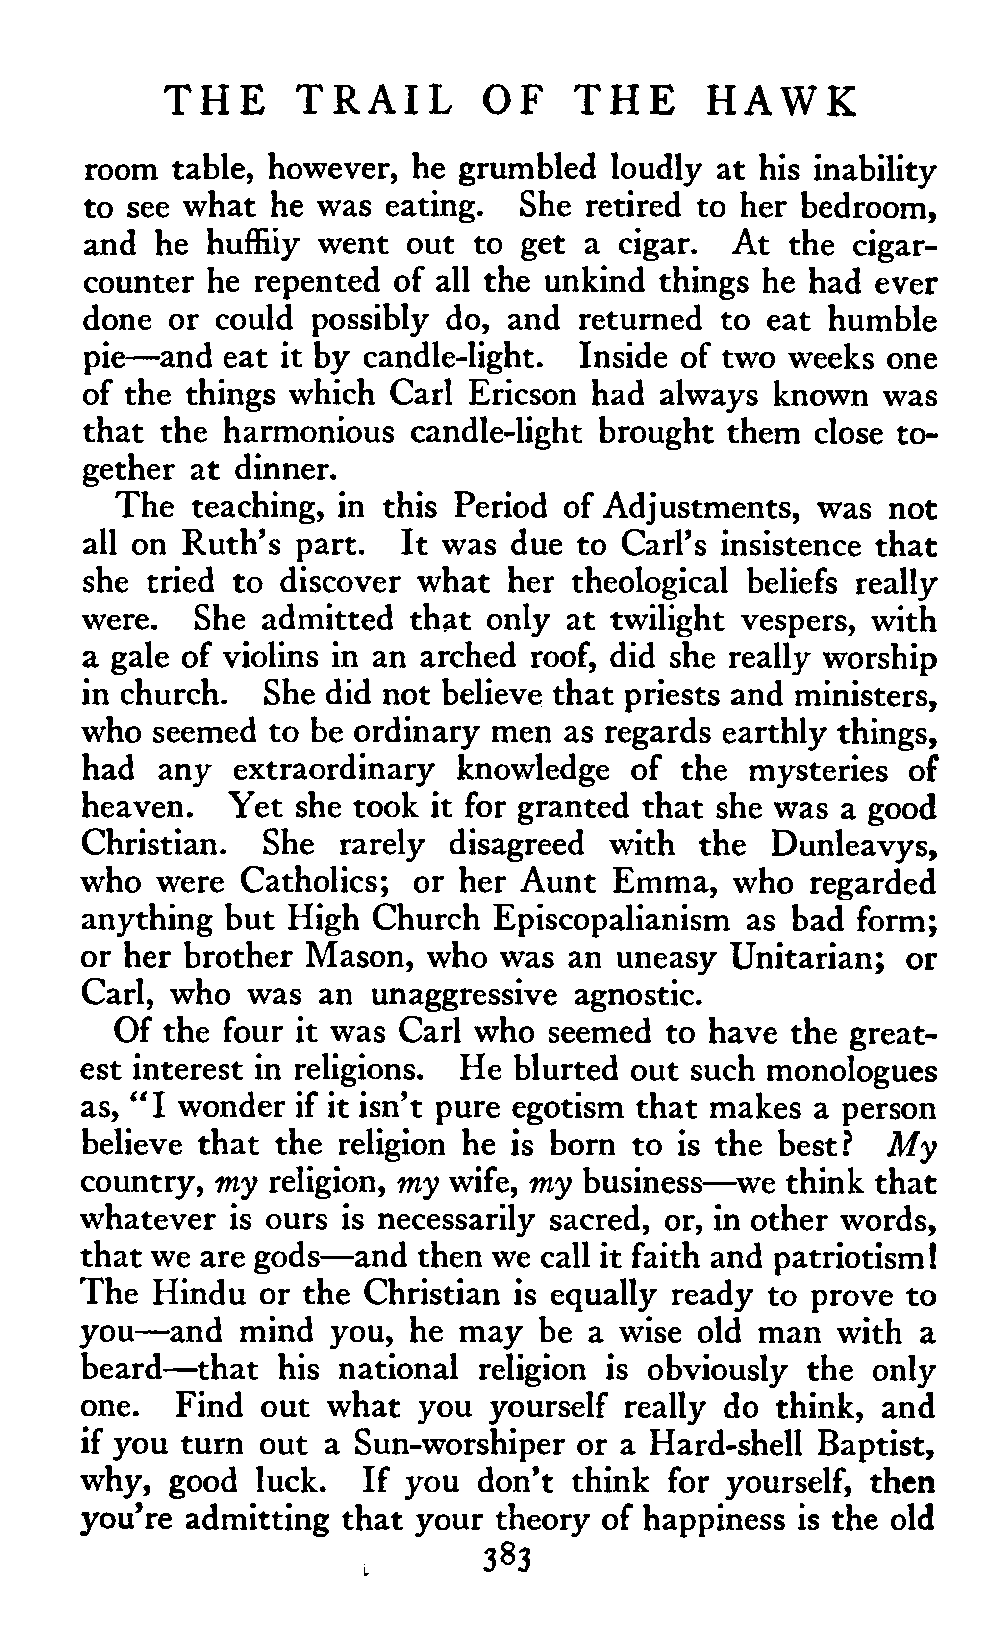 THE TRAIL OF THE HAWK
room table, however, he grumbled loudly at his inability
to see what he was eating. She retired to her bedroom,
and he huffiiy went out to get a cigar. At the cigar-
counter he repented of all the unkind things he had ever
done or could possibly do, and returned to eat humble
pie—and eat it by candle-light. Inside of two weeks one
of the things which Carl Ericson had always known was
that the harmonious candle-light brought them close to-
gether at dinner.
The teaching, in this Period of Adjustments, was not
all on Ruth's part. It was due to Carl's insistence that
she tried to discover what her theological beliefs really
were. She admitted that only at twilight vespers, with
a gale of violins in an arched roof, did she really worship
in church. She did not believe that priests and ministers,
who seemed to be ordinary men as regards earthly things,
had any extraordinary knowledge of the mysteries of
heaven. Yet she took it for granted that she was a good
Christian. She rarely disagreed with the Dunleavys,
who were Catholics; or her Aunt Emma, who regarded
anything but High Church Episcopalianism as bad form;
or her brother Mason, who was an uneasy Unitarian; or
Carl, who was an unaggressive agnostic.
Of the four it was Carl who seemed to have the great-
est interest in religions. He blurted out such monologues
as, "I wonder if it isn't pure egotism that makes a person
believe that the religion he is born to is the best? My
country, my religion, my wife, my business—we think that
whatever is ours is necessarily sacred, or, in other words,
that we are gods—and then we call it faith and patriotism!
The Hindu or the Christian is equally ready to prove to
you—and mind you, he may be a wise old man with a
beard—that his national religion is obviously the only
one. Find out what you yourself really do think, and
if you turn out a Sun-worshiper or a Hard-shell Baptist,
why, good luck. If you don't think for yourself, then
you're admitting that your theory of happiness is the old
383